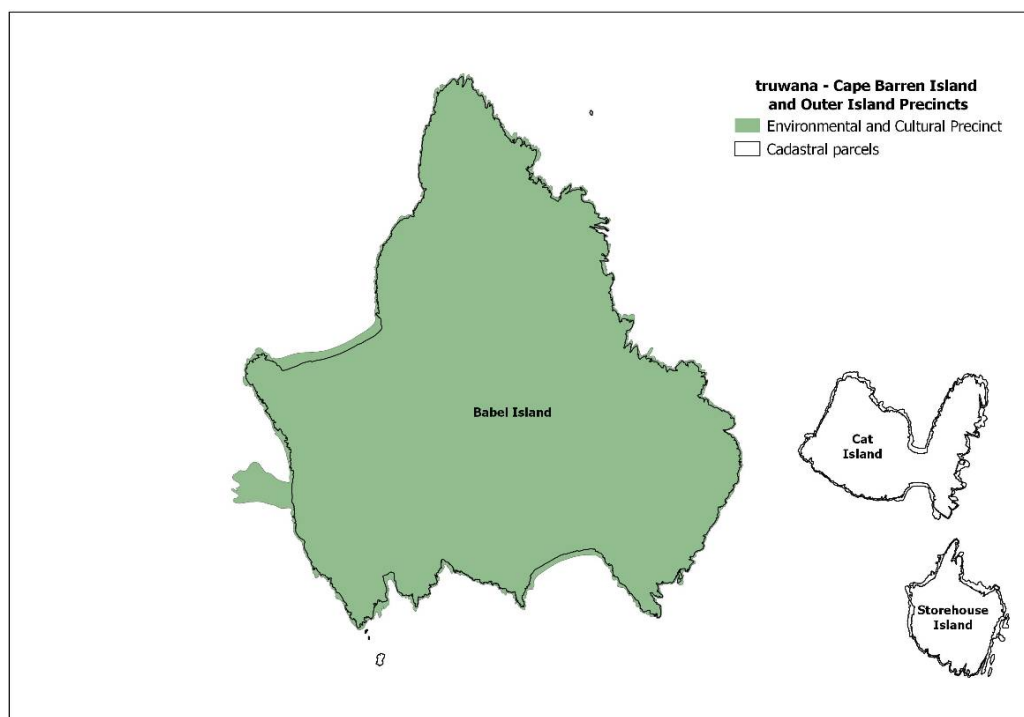 truwana - Cape Barren Island
and Outer Island Precincts
Environmental and Cultural Precinct
Cadastral parcels
Babel Island
Cat
Island
Storehouse
Island